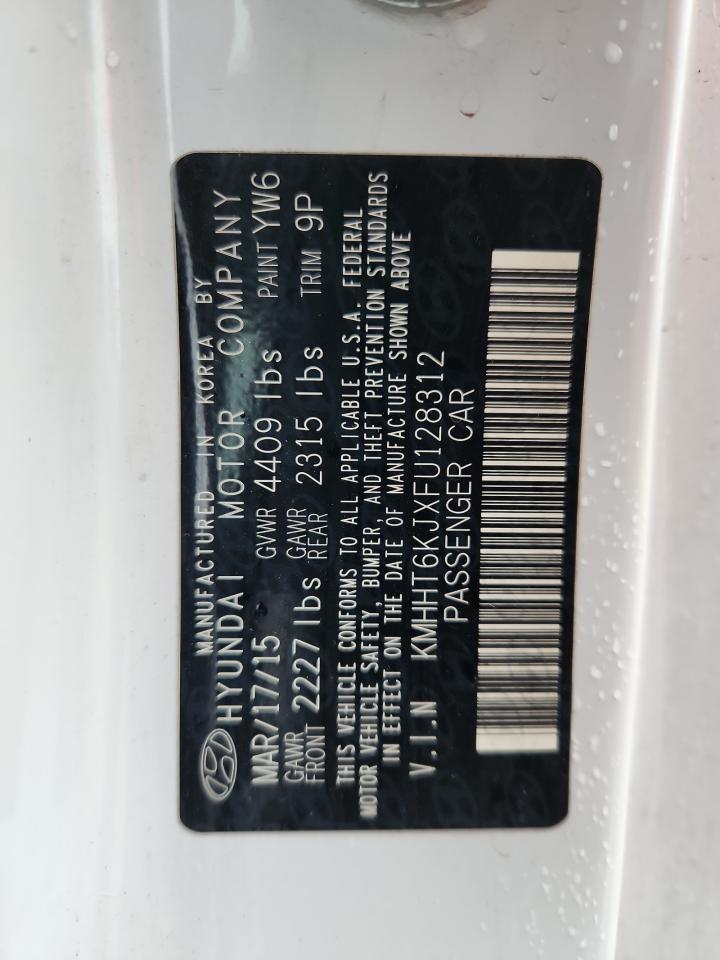 MANUFACTURED IN KOREA BY
HYUNDAI MOTOR COMPANY
MAR/17/15 GVWR 4409 lbs PAINT YW6
GAWR FRONT 2227 lbs GAWR REAR 2315 lbs TRIM 9P
THIS VEHICLE CONFORMS TO ALL APPLICABLE U.S.A. FEDERAL
MOTOR VEHICLE SAFETY, BUMPER, AND THEFT PREVENTION STANDARDS
IN EFFECT ON THE DATE OF MANUFACTURE SHOWN ABOVE
V.I.N KMHHT6KJXFU128312
PASSENGER CAR